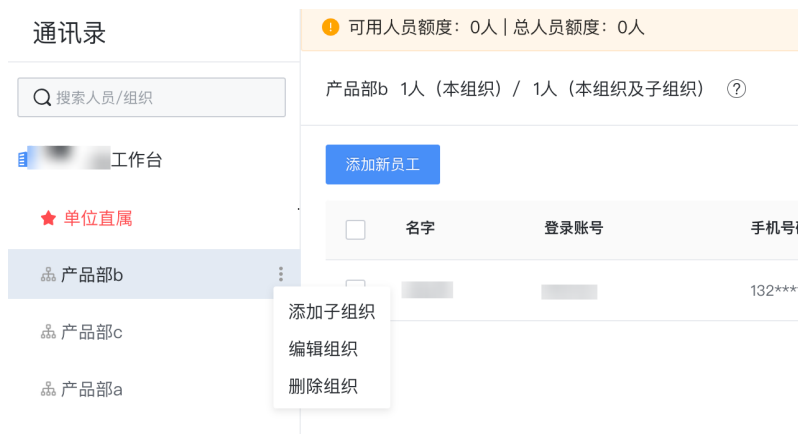 通讯录
搜索人员/组织
工作台
单位直属
产品部b
产品部c
产品部a
添加子组织
编辑组织
删除组织
可用人员额度：0人 | 总人员额度：0人
产品部b 1人（本组织）/ 1人（本组织及子组织） ?
添加新员工
名字 登录账号 手机号
132***